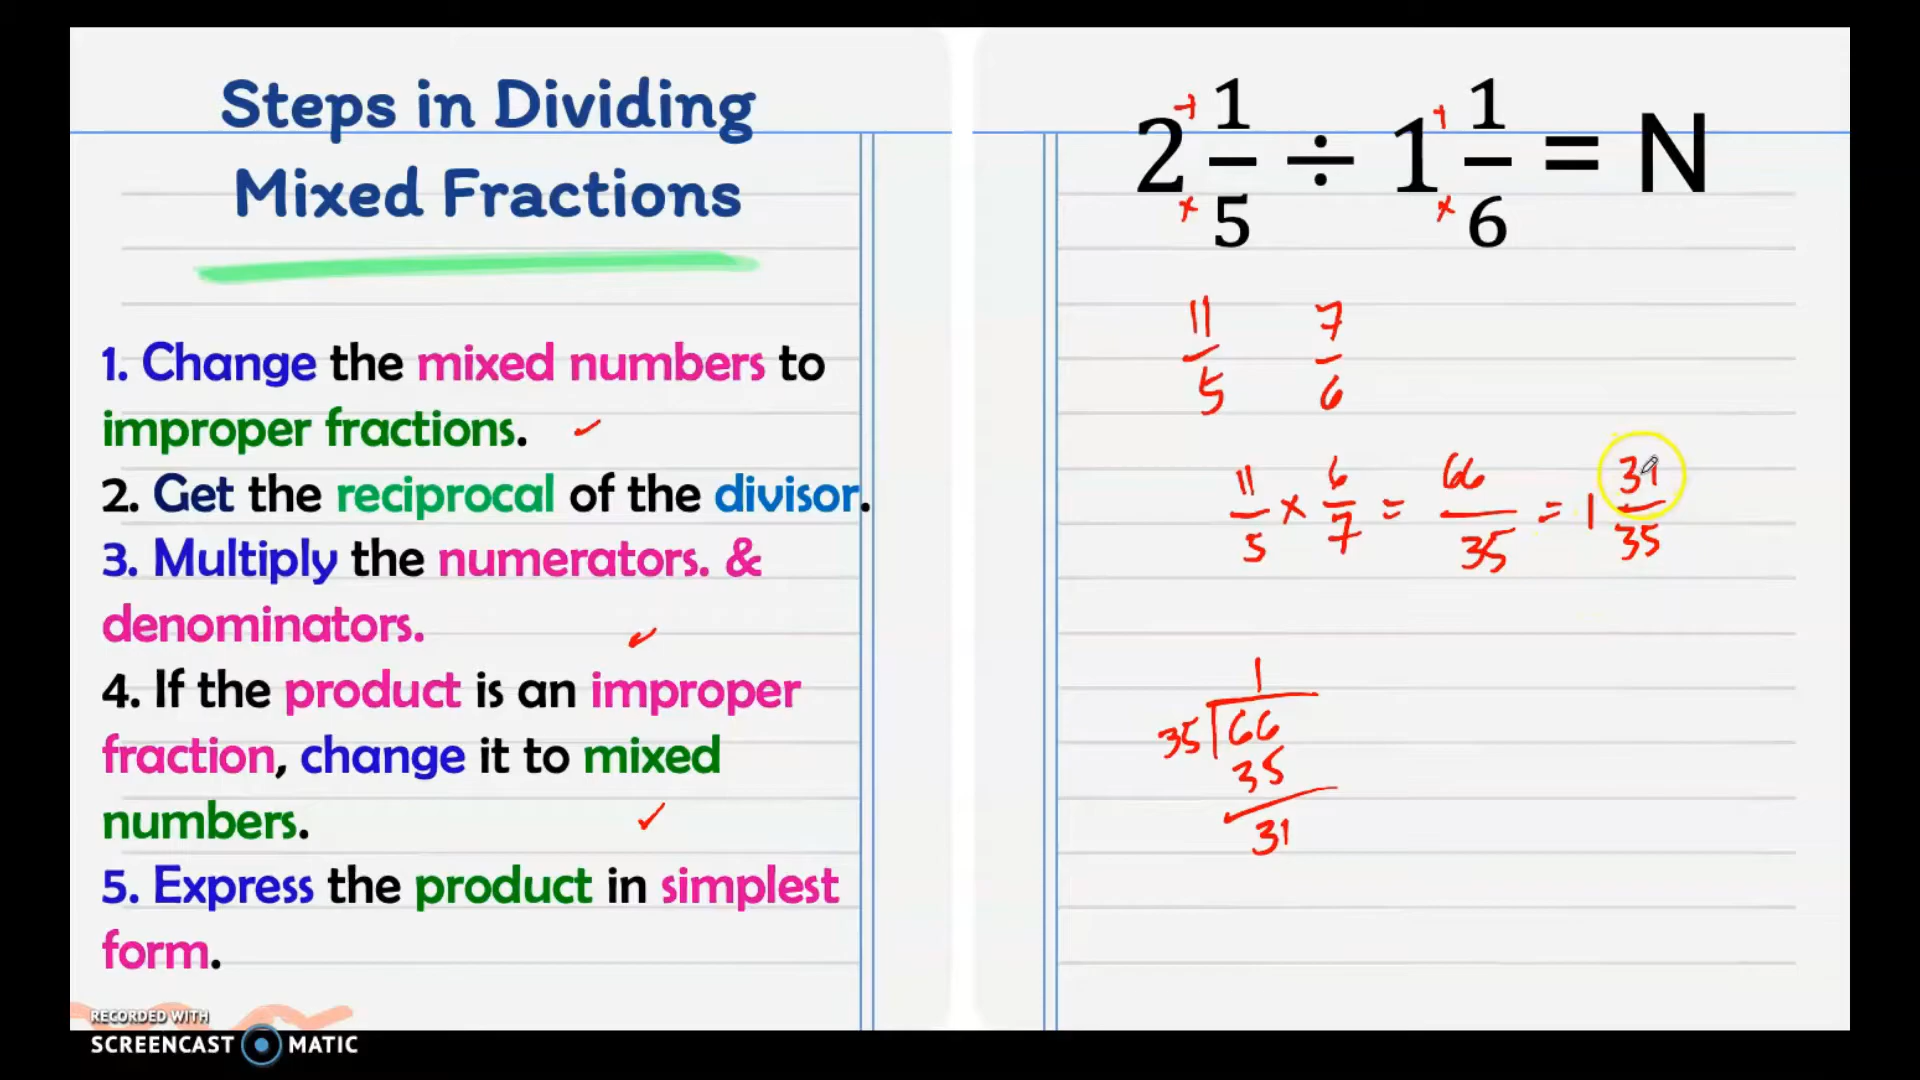 Steps in Dividing
Mixed Fractions
1. Change the mixed numbers to
improper fractions. ✓
2. Get the reciprocal of the divisor.
3. Multiply the numerators. &
denominators. ✓
4. If the product is an improper
fraction, change it to mixed
numbers. ✓
5. Express the product in simplest
form.
RECORDED WITH
SCREENCAST MATIC
2 1/5 ÷ 1 1/6 = N
+ +
× ×
11/5 7/6
11/5 × 6/7 = 66/35 = 1 31/35
1
35 66
35
31